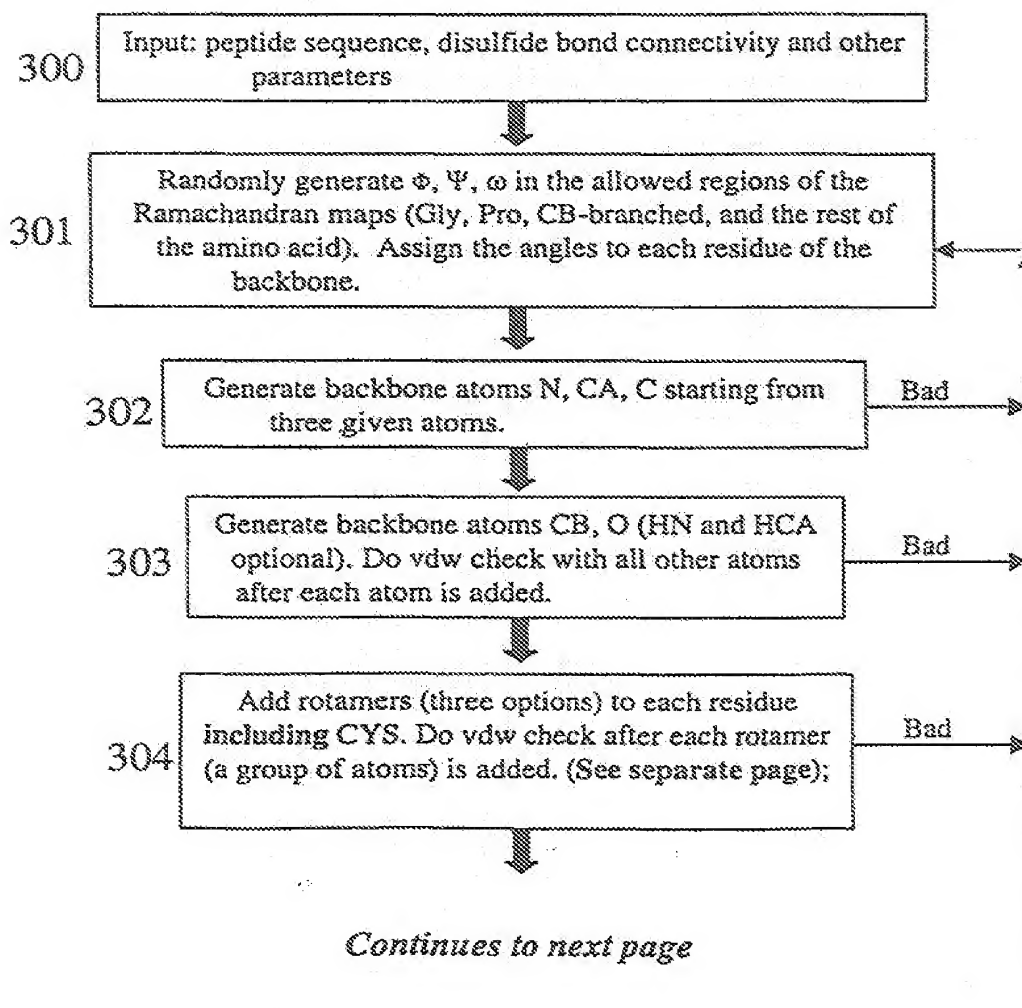 300
Input: peptide sequence, disulfide bond connectivity and other
parameters
301
Randomly generate Φ, Ψ, ω in the allowed regions of the
Ramachandran maps (Gly, Pro, CB-branched, and the rest of
the amino acid). Assign the angles to each residue of the
backbone.
302
Generate backbone atoms N, CA, C starting from
three given atoms.
Bad
303
Generate backbone atoms CB, O (HN and HCA
optional). Do vdw check with all other atoms
after each atom is added.
Bad
304
Add rotamers (three options) to each residue
including CYS. Do vdw check after each rotamer
(a group of atoms) is added. (See separate page);
Bad
Continues to next page